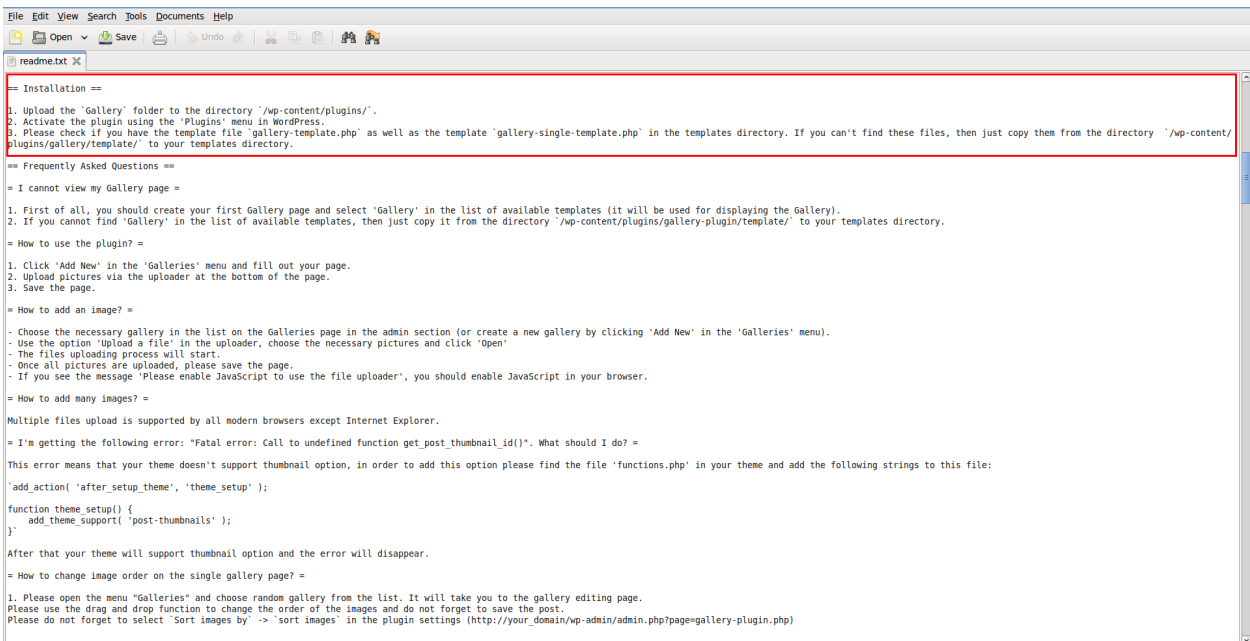 File Edit View Search Tools Documents Help
Open Save Undo
readme.txt
== Installation ==
1. Upload the `Gallery` folder to the directory `/wp-content/plugins/`.
2. Activate the plugin using the 'Plugins' menu in WordPress.
3. Please check if you have the template file `gallery-template.php` as well as the template `gallery-single-template.php` in the templates directory. If you can't find these files, then just copy them from the directory  `/wp-content/
plugins/gallery/template/` to your templates directory.
== Frequently Asked Questions ==
= I cannot view my Gallery page =
1. First of all, you should create your first Gallery page and select 'Gallery' in the list of available templates (it will be used for displaying the Gallery).
2. If you cannot find 'Gallery' in the list of available templates, then just copy it from the directory `/wp-content/plugins/gallery-plugin/template/` to your templates directory.
= How to use the plugin? =
1. Click 'Add New' in the 'Galleries' menu and fill out your page.
2. Upload pictures via the uploader at the bottom of the page.
3. Save the page.
= How to add an image? =
- Choose the necessary gallery in the list on the Galleries page in the admin section (or create a new gallery by clicking 'Add New' in the 'Galleries' menu).
- Use the option 'Upload a file' in the uploader, choose the necessary pictures and click 'Open'
- The files uploading process will start.
- Once all pictures are uploaded, please save the page.
- If you see the message 'Please enable JavaScript to use the file uploader', you should enable JavaScript in your browser.
= How to add many images? =
Multiple files upload is supported by all modern browsers except Internet Explorer.
= I'm getting the following error: "Fatal error: Call to undefined function get_post_thumbnail_id()". What should I do? =
This error means that your theme doesn't support thumbnail option, in order to add this option please find the file 'functions.php' in your theme and add the following strings to this file:
`add_action( 'after_setup_theme', 'theme_setup' );
function theme_setup() {
    add_theme_support( 'post-thumbnails' );
}`
After that your theme will support thumbnail option and the error will disappear.
= How to change image order on the single gallery page? =
1. Please open the menu "Galleries" and choose random gallery from the list. It will take you to the gallery editing page.
Please use the drag and drop function to change the order of the images and do not forget to save the post.
Please do not forget to select `Sort images by` -> `sort images` in the plugin settings (http://your_domain/wp-admin/admin.php?page=gallery-plugin.php)